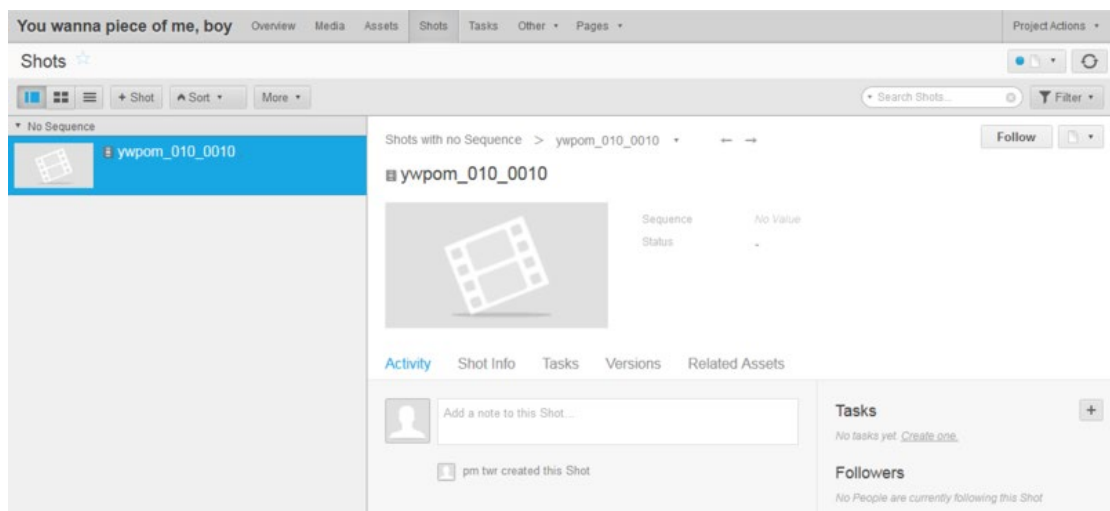 You wanna piece of me, boy Overview Media Assets Shots Tasks Other Pages Project Actions
Shots
+ Shot Sort More Search Shots... Filter
No Sequence
ywpom_010_0010
Shots with no Sequence > ywpom_010_0010 ← → Follow
ywpom_010_0010
Sequence No Value
Status -
Activity Shot Info Tasks Versions Related Assets
Add a note to this Shot...
Tasks +
No tasks yet. Create one.
pm twr created this Shot
Followers
No People are currently following this Shot